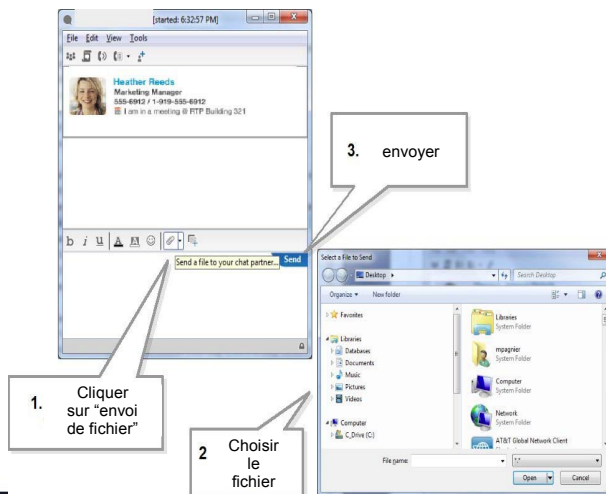 [started: 6:32:57 PM]
File Edit View Tools
Heather Reeds
Marketing Manager
555-6912 / 1-919-555-6912
I am in a meeting @ RTP Building 321
3. envoyer
b i u A A
Send a file to your chat partner...
Send
Select a File to Send
Desktop
Search Desktop
Organize New folder
Favorites
Libraries
Databases
Documents
Music
Pictures
Videos
Computer
C_Drive (C:)
Libraries
System Folder
mpagnier
System Folder
Computer
System Folder
Network
System Folder
AT&T Global Network Client
File name:
*.*
Open Cancel
1. Cliquer
sur “envoi
de fichier”
2 Choisir
le
fichier